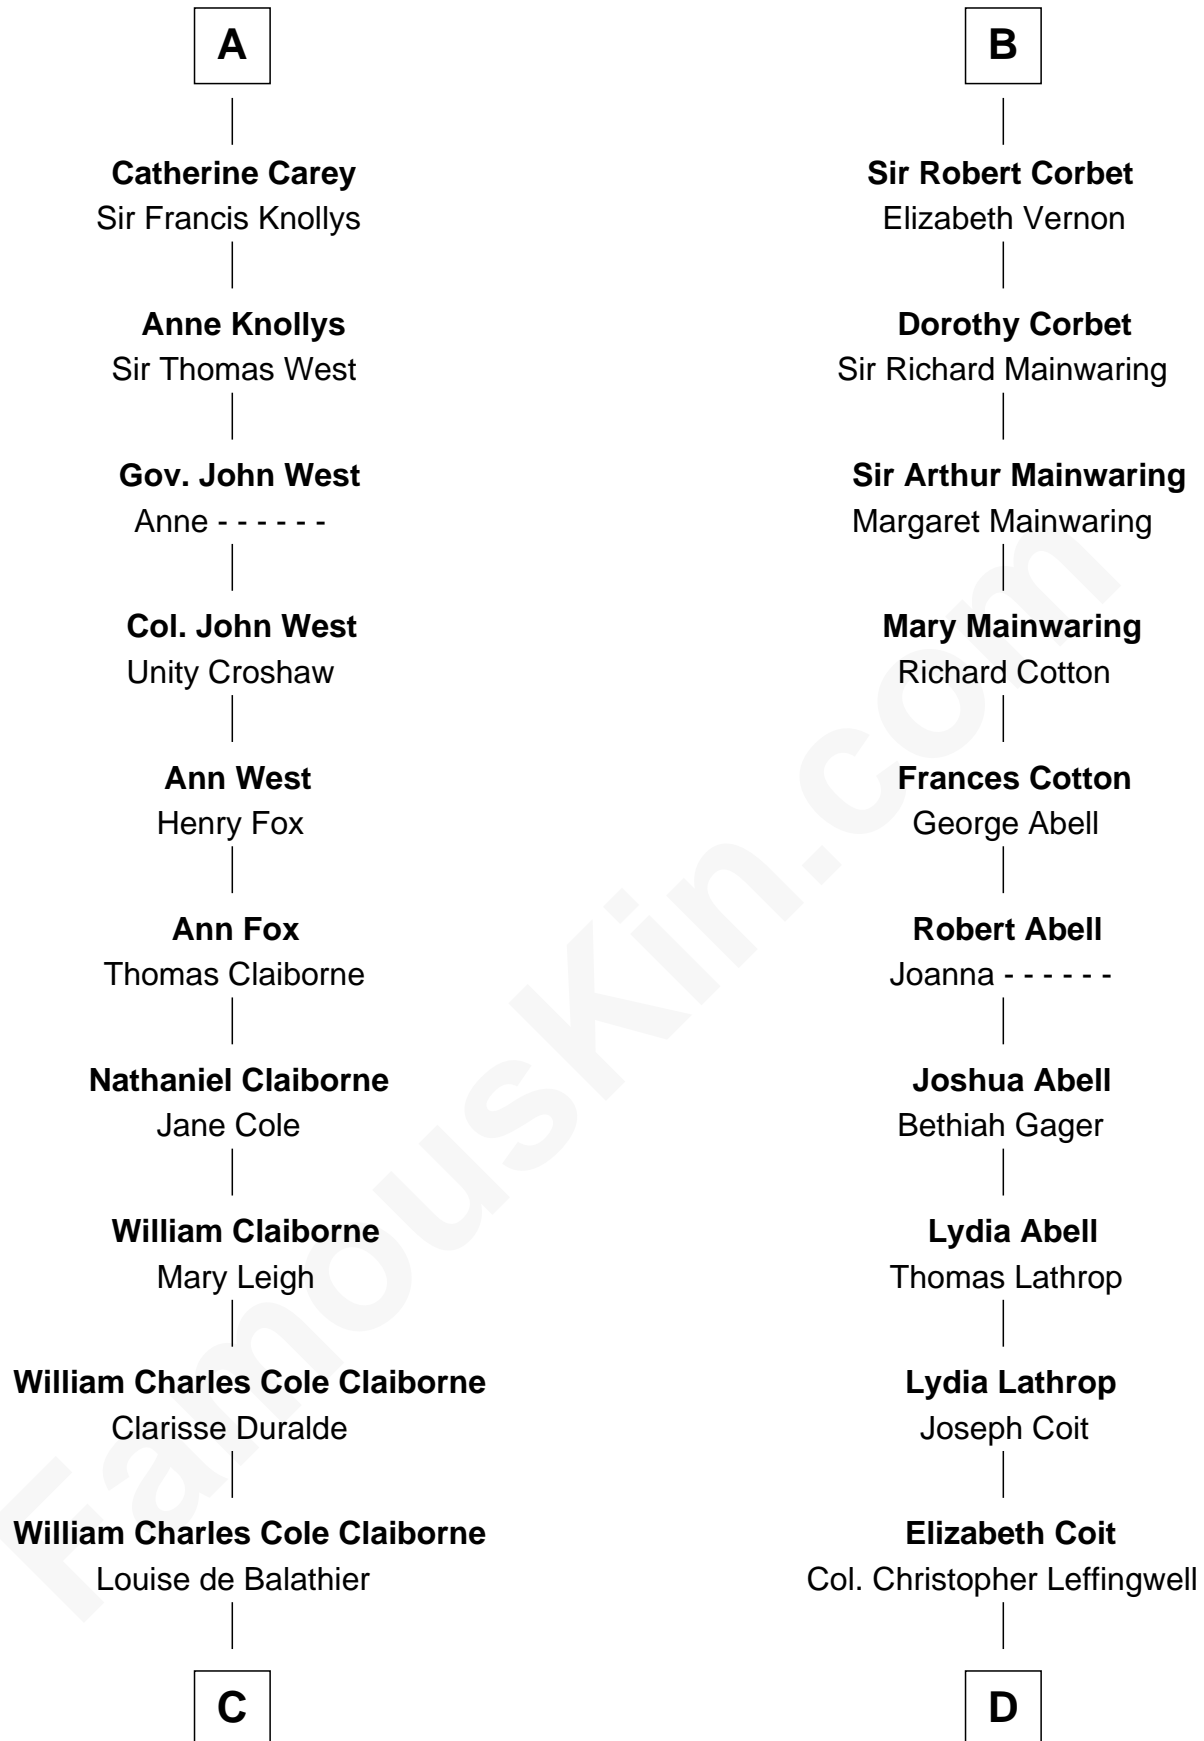 A
Catherine Carey
Sir Francis Knollys
Anne Knollys
Sir Thomas West
Gov. John West
Anne - - - - - -
Col. John West
Unity Croshaw
Ann West
Henry Fox
Ann Fox
Thomas Claiborne
Nathaniel Claiborne
Jane Cole
William Claiborne
Mary Leigh
William Charles Cole Claiborne
Clarisse Duralde
William Charles Cole Claiborne
Louise de Balathier
C
B
Sir Robert Corbet
Elizabeth Vernon
Dorothy Corbet
Sir Richard Mainwaring
Sir Arthur Mainwaring
Margaret Mainwaring
Mary Mainwaring
Richard Cotton
Frances Cotton
George Abell
Robert Abell
Joanna - - - - - -
Joshua Abell
Bethiah Gager
Lydia Abell
Thomas Lathrop
Lydia Lathrop
Joseph Coit
Elizabeth Coit
Col. Christopher Leffingwell
D
FamousKin.com